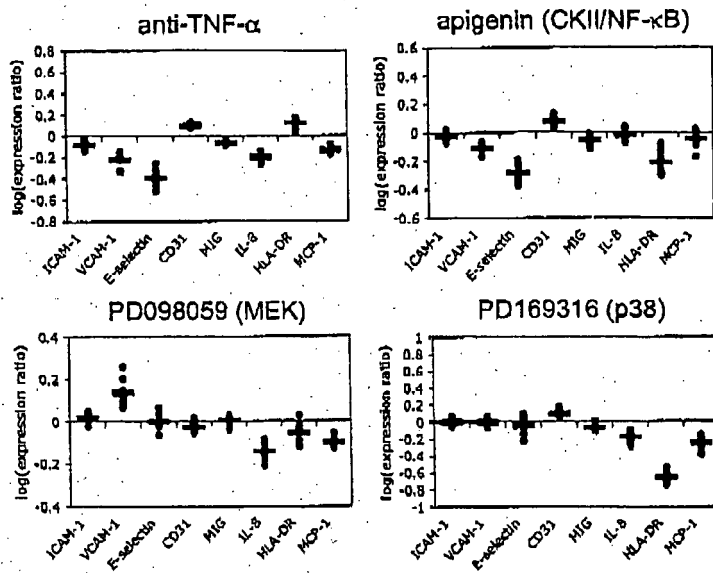 anti-TNF-α
log(expression ratio)
0.8
0.6
0.4
0.2
0
-0.2
-0.4
-0.6
-0.8
ICAM-1
VCAM-1
E-selectin
CD31
MIG
IL-8
HLA-DR
MCP-1
apigenin (CKII/NF-κB)
log(expression ratio)
0.6
0.4
0.2
0
-0.2
-0.4
-0.6
ICAM-1
VCAM-1
E-selectin
CD31
MIG
IL-8
HLA-DR
MCP-1
PD098059 (MEK)
log(expression ratio)
0.4
0.2
0
-0.2
-0.4
ICAM-1
VCAM-1
E-selectin
CD31
MIG
IL-8
HLA-DR
MCP-1
PD169316 (p38)
log(expression ratio)
1
0.8
0.6
0.4
0.2
0
-0.2
-0.4
-0.6
-0.8
-1
ICAM-1
VCAM-1
E-selectin
CD31
MIG
IL-8
HLA-DR
MCP-1